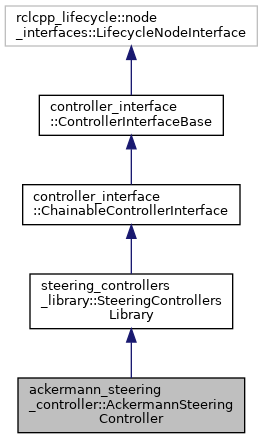 rclcpp_lifecycle::node
_interfaces::LifecycleNodeInterface
controller_interface
::ControllerInterfaceBase
controller_interface
::ChainableControllerInterface
steering_controllers
_library::SteeringControllers
Library
ackermann_steering
_controller::AckermannSteering
Controller